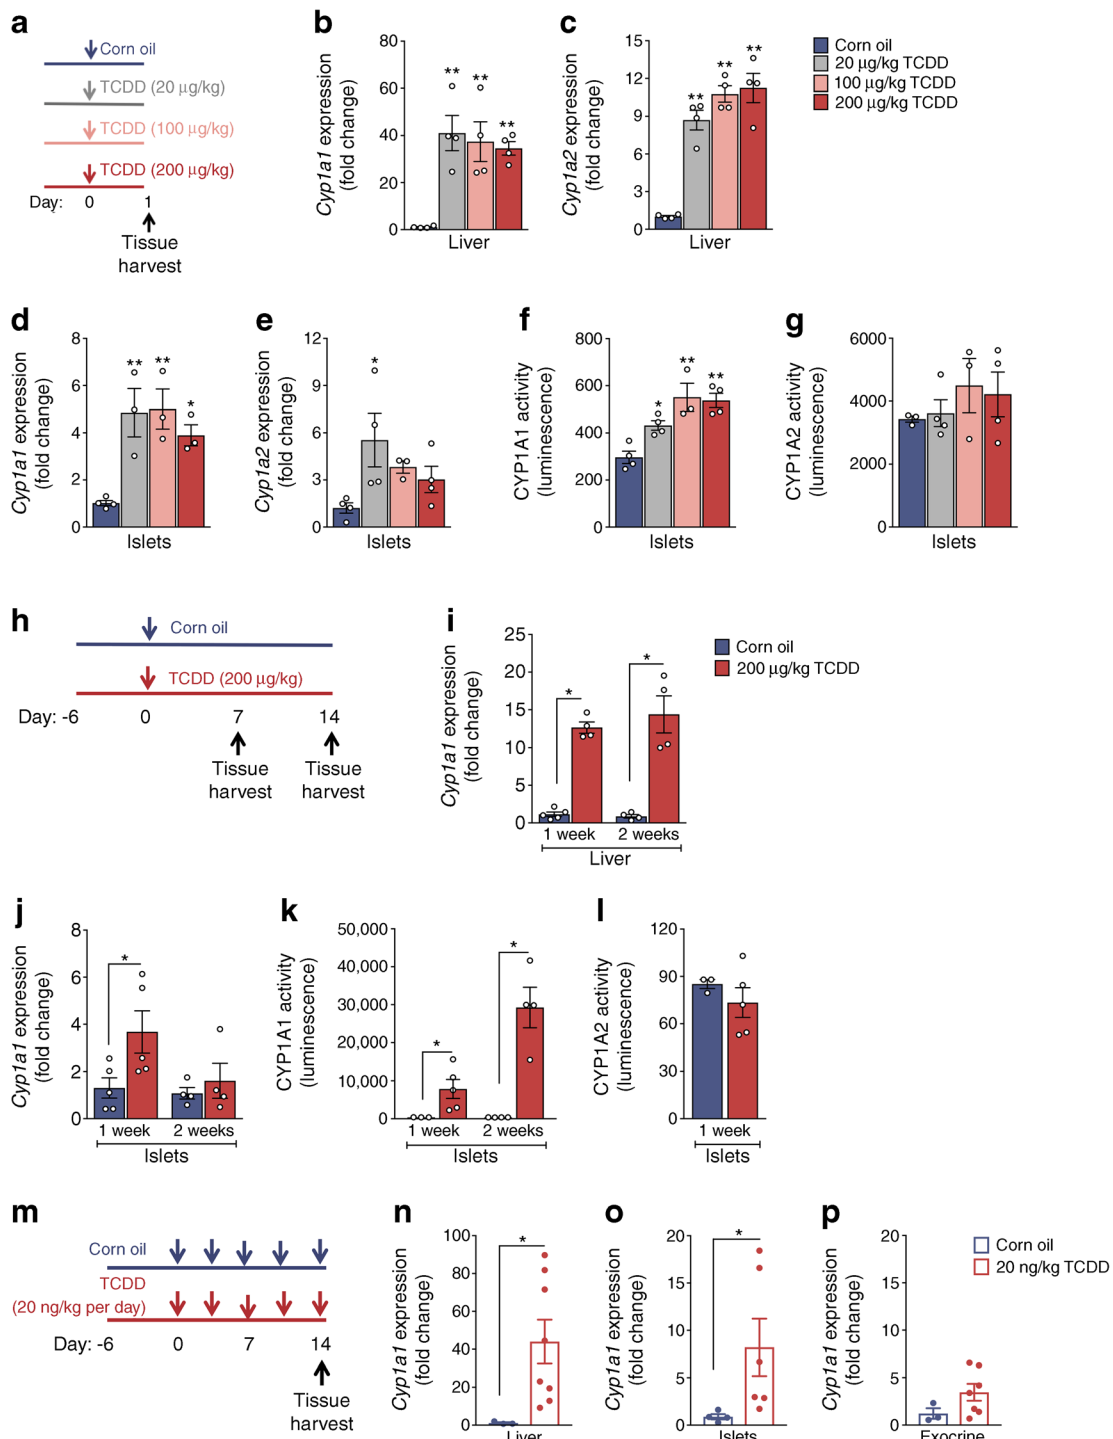 a
Corn oil
TCDD (20 µg/kg)
TCDD (100 µg/kg)
TCDD (200 µg/kg)
Day: 0 1
Tissue
harvest
b
Cyp1a1 expression
(fold change)
80
60
40
20
0
** ** **
Liver
c
Cyp1a2 expression
(fold change)
15
12
9
6
3
0
** ** **
Liver
Corn oil
20 µg/kg TCDD
100 µg/kg TCDD
200 µg/kg TCDD
d
Cyp1a1 expression
(fold change)
8
6
4
2
0
** ** *
Islets
e
Cyp1a2 expression
(fold change)
12
9
6
3
0
*
Islets
f
CYP1A1 activity
(luminescence)
800
600
400
200
0
* ** **
Islets
g
CYP1A2 activity
(luminescence)
6000
4000
2000
0
Islets
h
Corn oil
TCDD (200 µg/kg)
Day: -6 0 7 14
Tissue
harvest
Tissue
harvest
i
Cyp1a1 expression
(fold change)
25
20
15
10
5
0
* *
1 week 2 weeks
Liver
Corn oil
200 µg/kg TCDD
j
Cyp1a1 expression
(fold change)
8
6
4
2
0
*
1 week 2 weeks
Islets
k
CYP1A1 activity
(luminescence)
50,000
40,000
30,000
20,000
10,000
0
* *
1 week 2 weeks
Islets
l
CYP1A2 activity
(luminescence)
120
90
60
30
0
1 week
Islets
m
Corn oil
TCDD
(20 ng/kg per day)
Day: -6 0 7 14
Tissue
harvest
n
Cyp1a1 expression
(fold change)
100
80
60
40
20
0
*
Liver
o
Cyp1a1 expression
(fold change)
20
15
10
5
0
*
Islets
p
Cyp1a1 expression
(fold change)
20
15
10
5
0
Exocrine
Corn oil
20 ng/kg TCDD